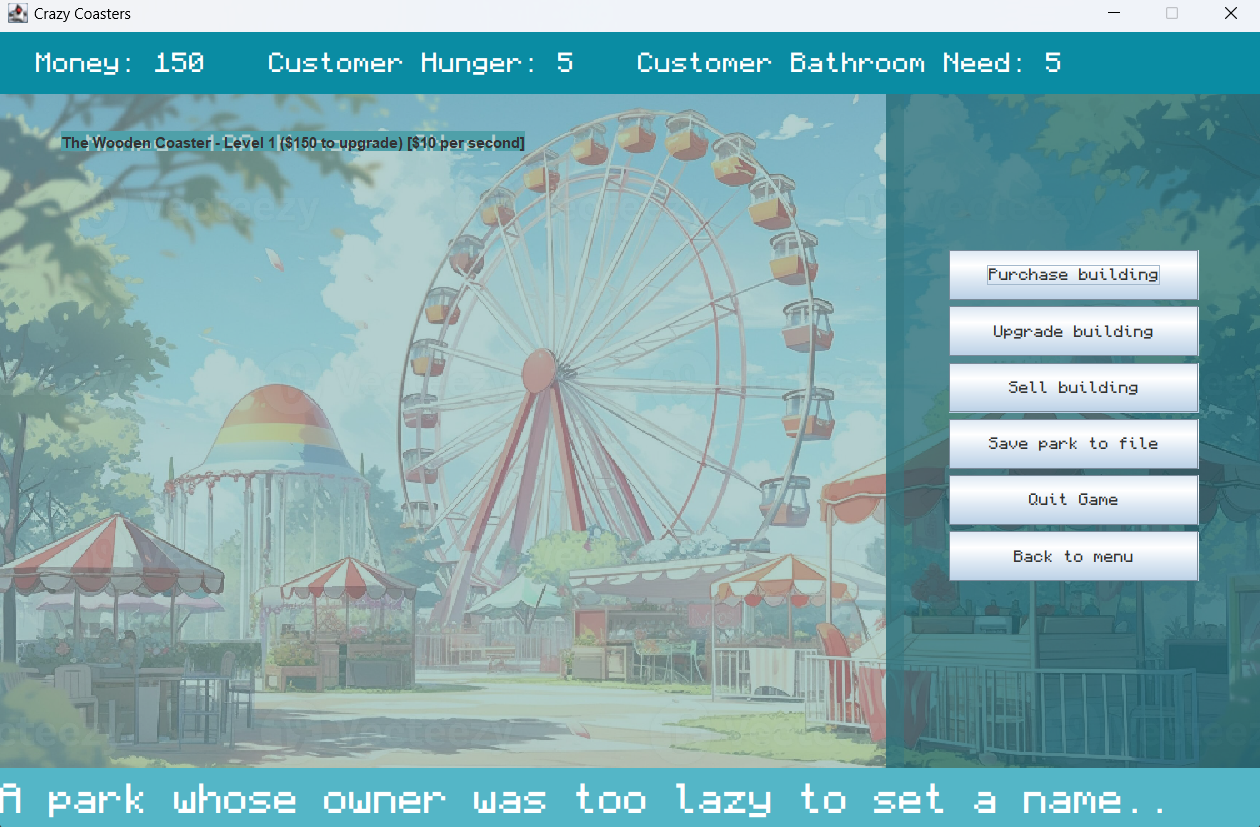 Crazy Coasters
Money: 150 Customer Hunger: 5 Customer Bathroom Need: 5
The Wooden Coaster - Level 1 ($150 to upgrade) [$10 per second]
Purchase building
Upgrade building
Sell building
Save park to file
Quit Game
Back to menu
A park whose owner was too lazy to set a name..